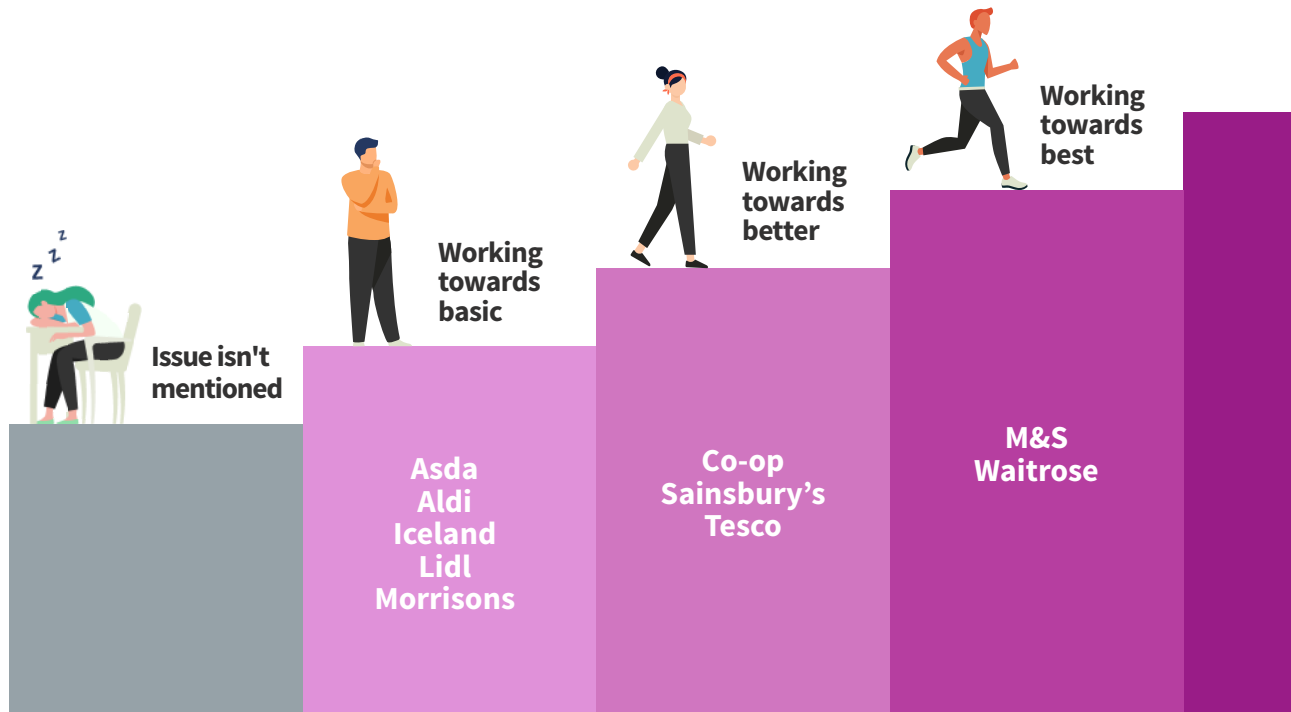 z
z
z
Issue isn't
mentioned
Working
towards
basic
Asda
Aldi
Iceland
Lidl
Morrisons
Working
towards
better
Co-op
Sainsbury’s
Tesco
Working
towards
best
M&S
Waitrose